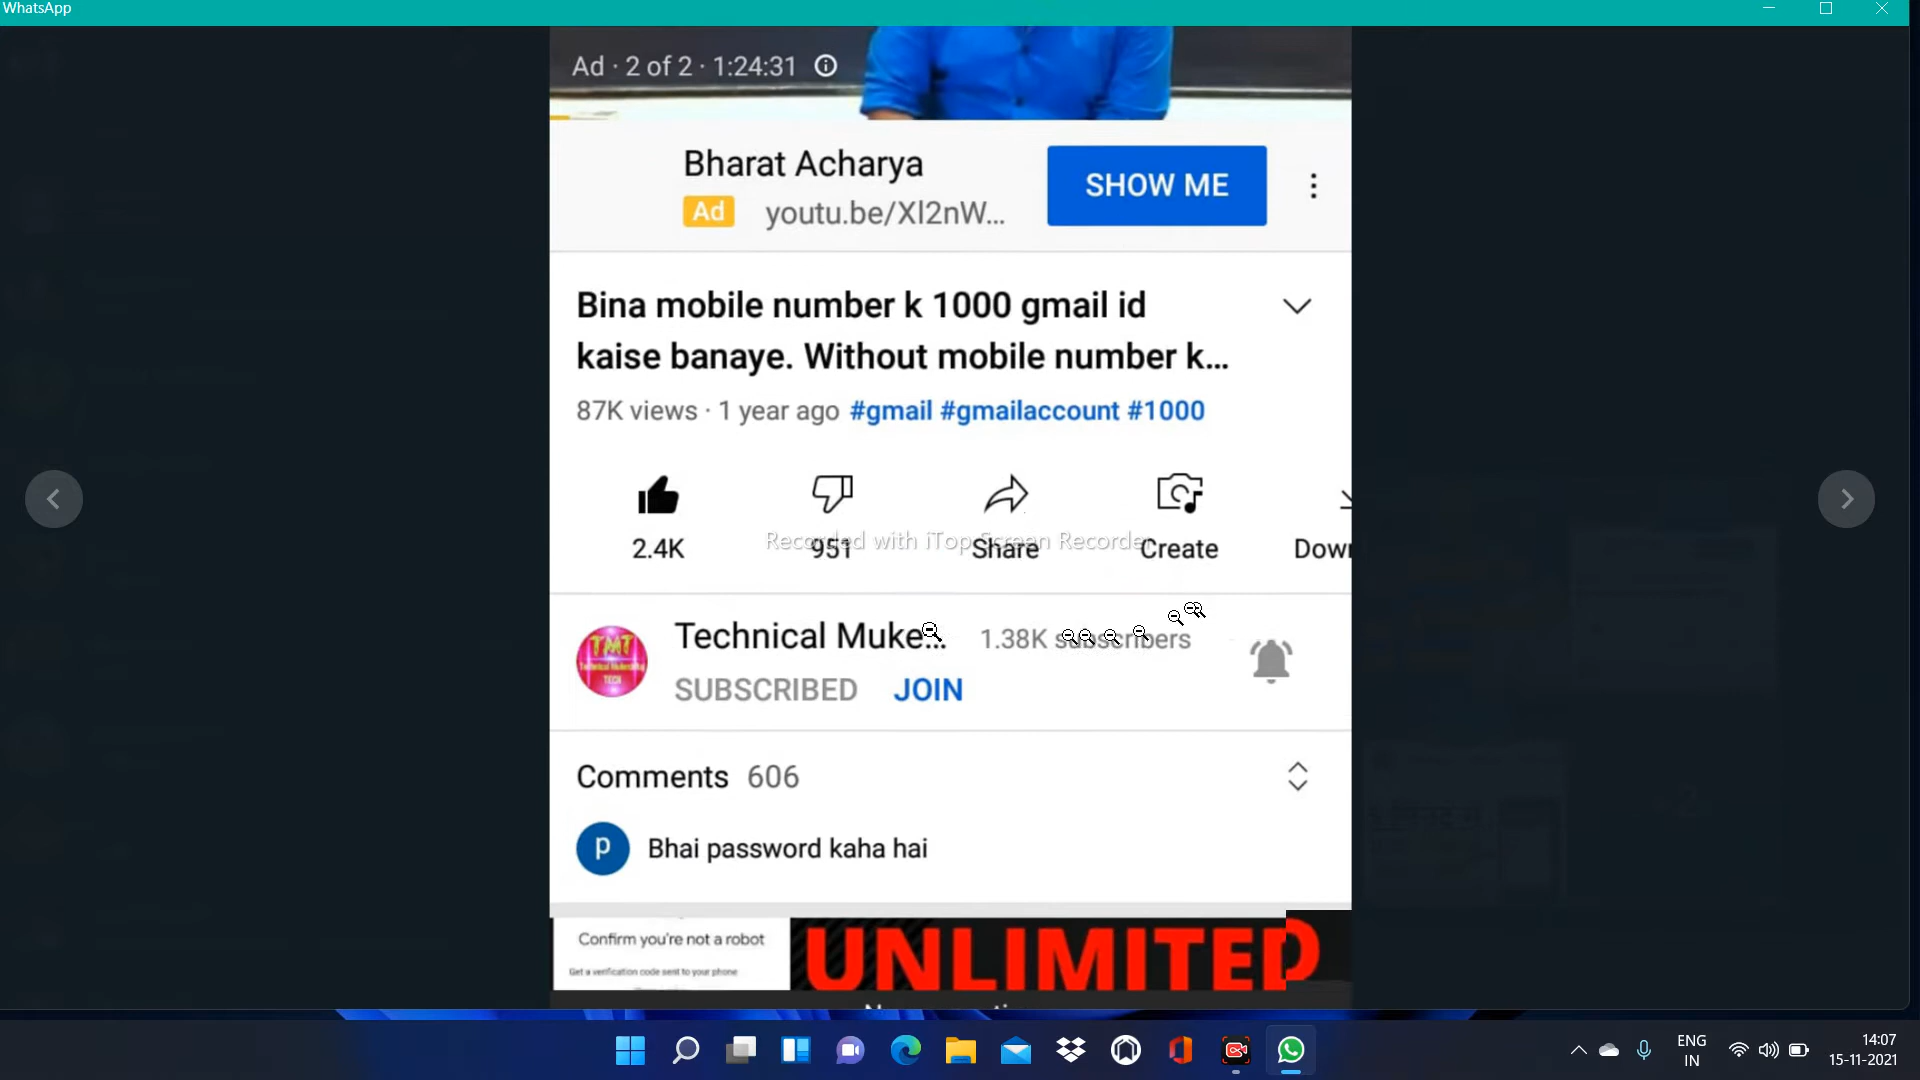 WhatsApp
Ad · 2 of 2 · 1:24:31
Bharat Acharya
SHOW ME
Ad youtu.be/Xl2nW...
Bina mobile number k 1000 gmail id
kaise banaye. Without mobile number k...
87K views · 1 year ago #gmail #gmailaccount #1000
Recorded with iTop Screen Recorder
2.4K 951 Share Create Down
Technical Muke... 1.38K subscribers
TMT
TECH
SUBSCRIBED JOIN
Comments 606
p Bhai password kaha hai
Confirm you're not a robot
Get a verification code sent to your phone
UNLIMITED
ENG
IN
14:07
15-11-2021